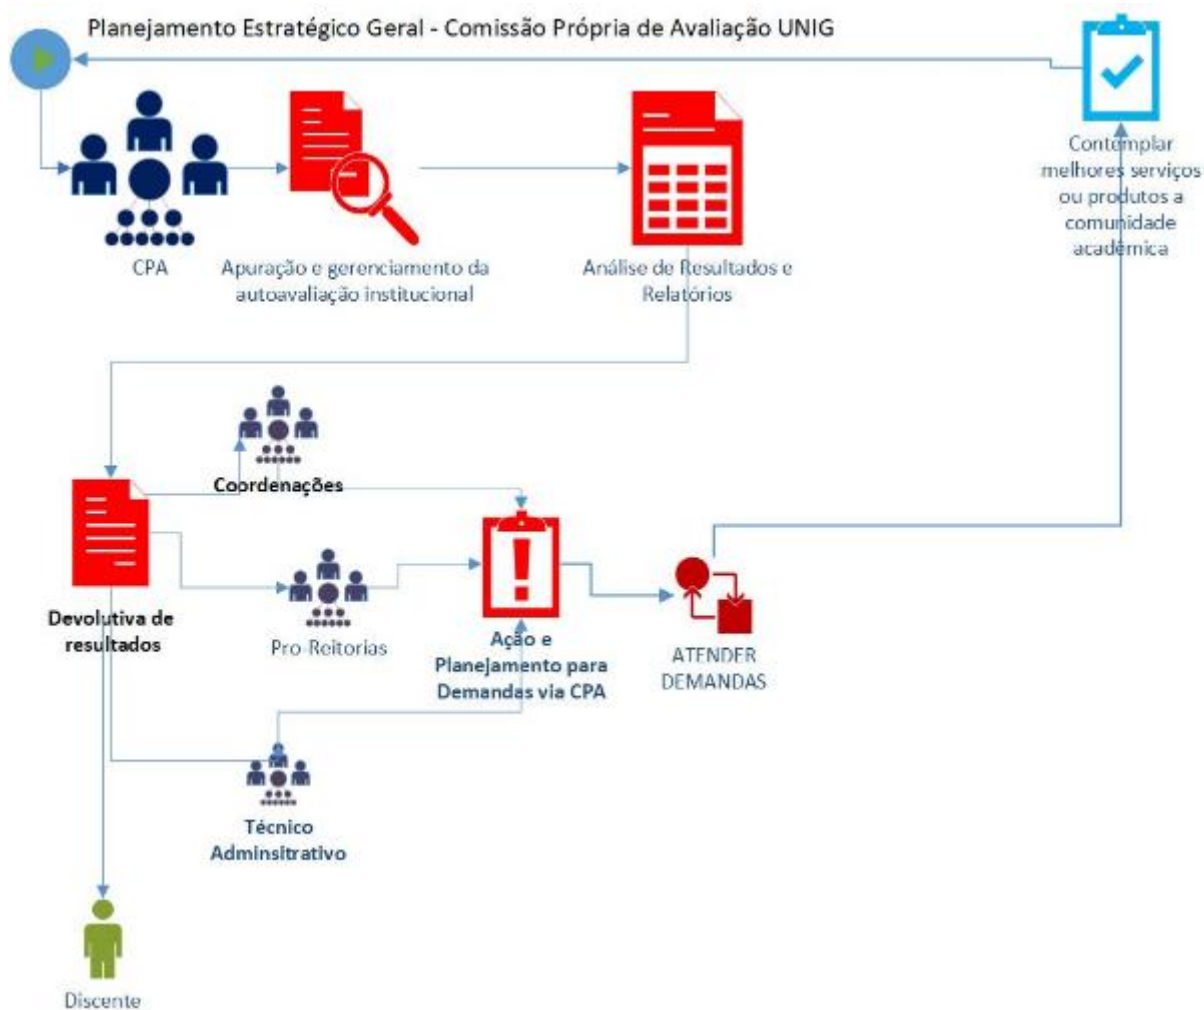 Planejamento Estratégico Geral - Comissão Própria de Avaliação UNIG
Contemplar
melhores serviços
ou produtos a
comunidade
acadêmica
CPA
Apuração e gerenciamento da
autoavaliação institucional
Análise de Resultados e
Relatórios
Coordenações
Devolutiva de
resultados
Pro-Reitorias
Ação e
Planejamento para
Demandas via CPA
ATENDER
DEMANDAS
Técnico
Adminsitrativo
Discente